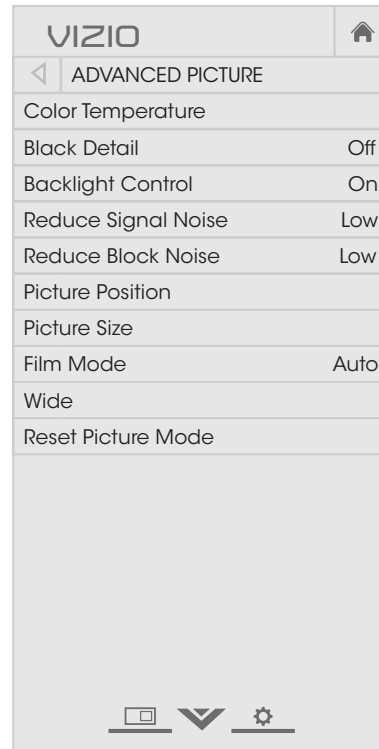 VIZIO
ADVANCED PICTURE
Color Temperature
Black Detail Off
Backlight Control On
Reduce Signal Noise Low
Reduce Block Noise Low
Picture Position
Picture Size
Film Mode Auto
Wide
Reset Picture Mode